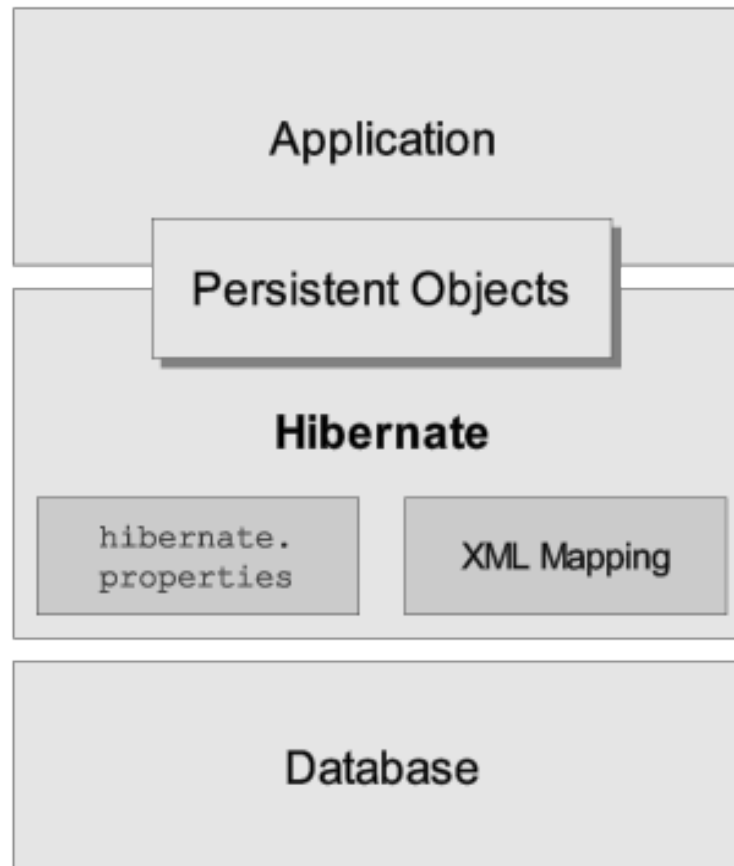 Application
Persistent Objects
Hibernate
hibernate.
properties
XML Mapping
Database